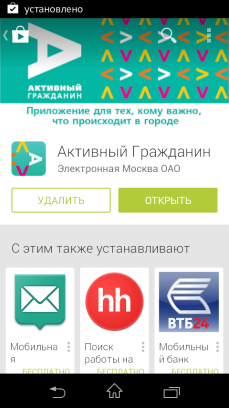 установлено
АКТИВНЫЙ
ГРАЖДАНИН
Приложение для тех, кому важно,
что происходит в городе
Активный Гражданин
Электронная Москва ОАО
УДАЛИТЬ
ОТКРЫТЬ
С этим также устанавливают
hh
ВТБ24
Мобильна
я
БЕСПЛАТНО
Поиск
работы на
БЕСПЛАТНО
Мобильны
й банк
БЕСПЛАТНО